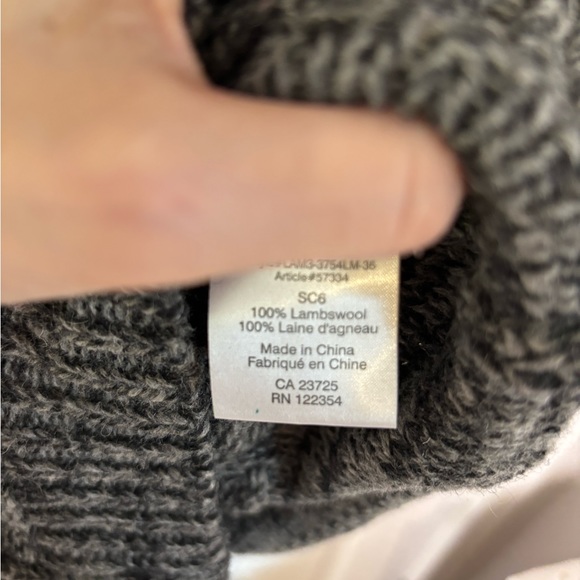 Article#57334
SC6
100% Lambswool
100% Laine d'agneau
Made in China
Fabriqué en Chine
CA 23725
RN 122354